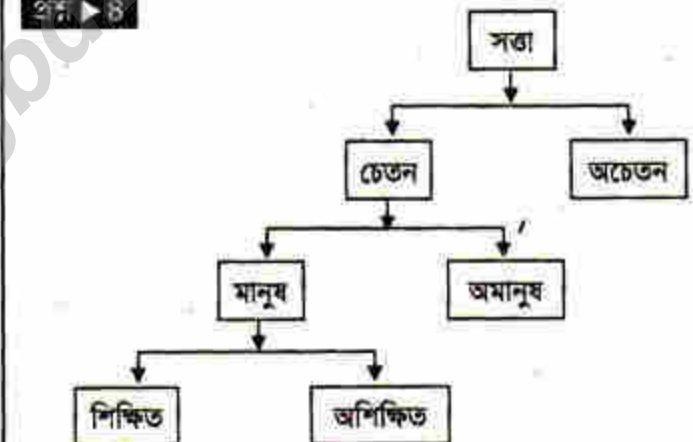 প্রশ্ন ▶ ৪
সত্তা
চেতন অচেতন
মানুষ অমানুষ
শিক্ষিত অশিক্ষিত